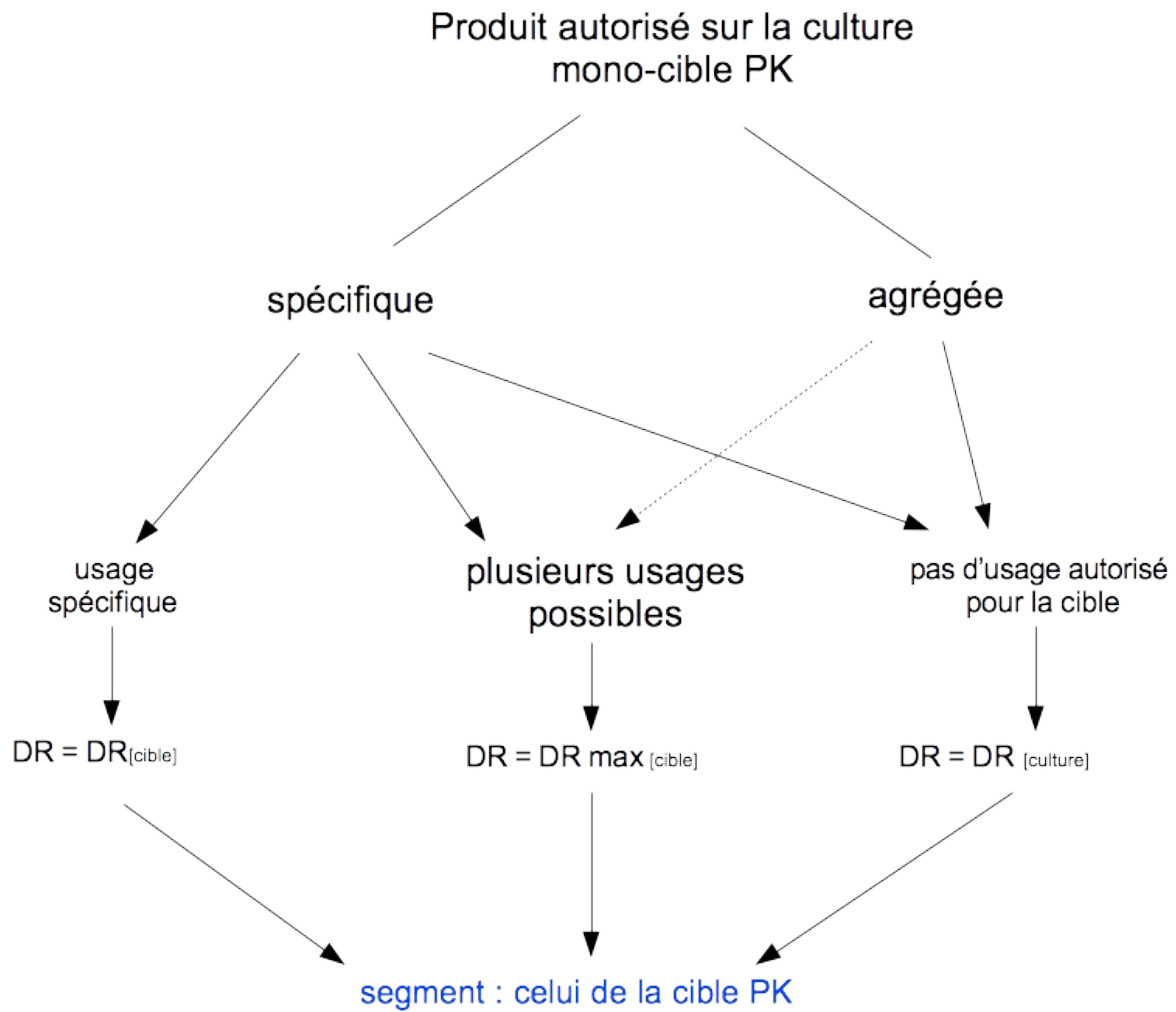 Produit autorisé sur la culture
mono-cible PK
spécifique
agrégée
usage
spécifique
plusieurs usages
possibles
pas d'usage autorisé
pour la cible
DR = DR[cible]
DR = DR max [cible]
DR = DR [culture]
segment : celui de la cible PK